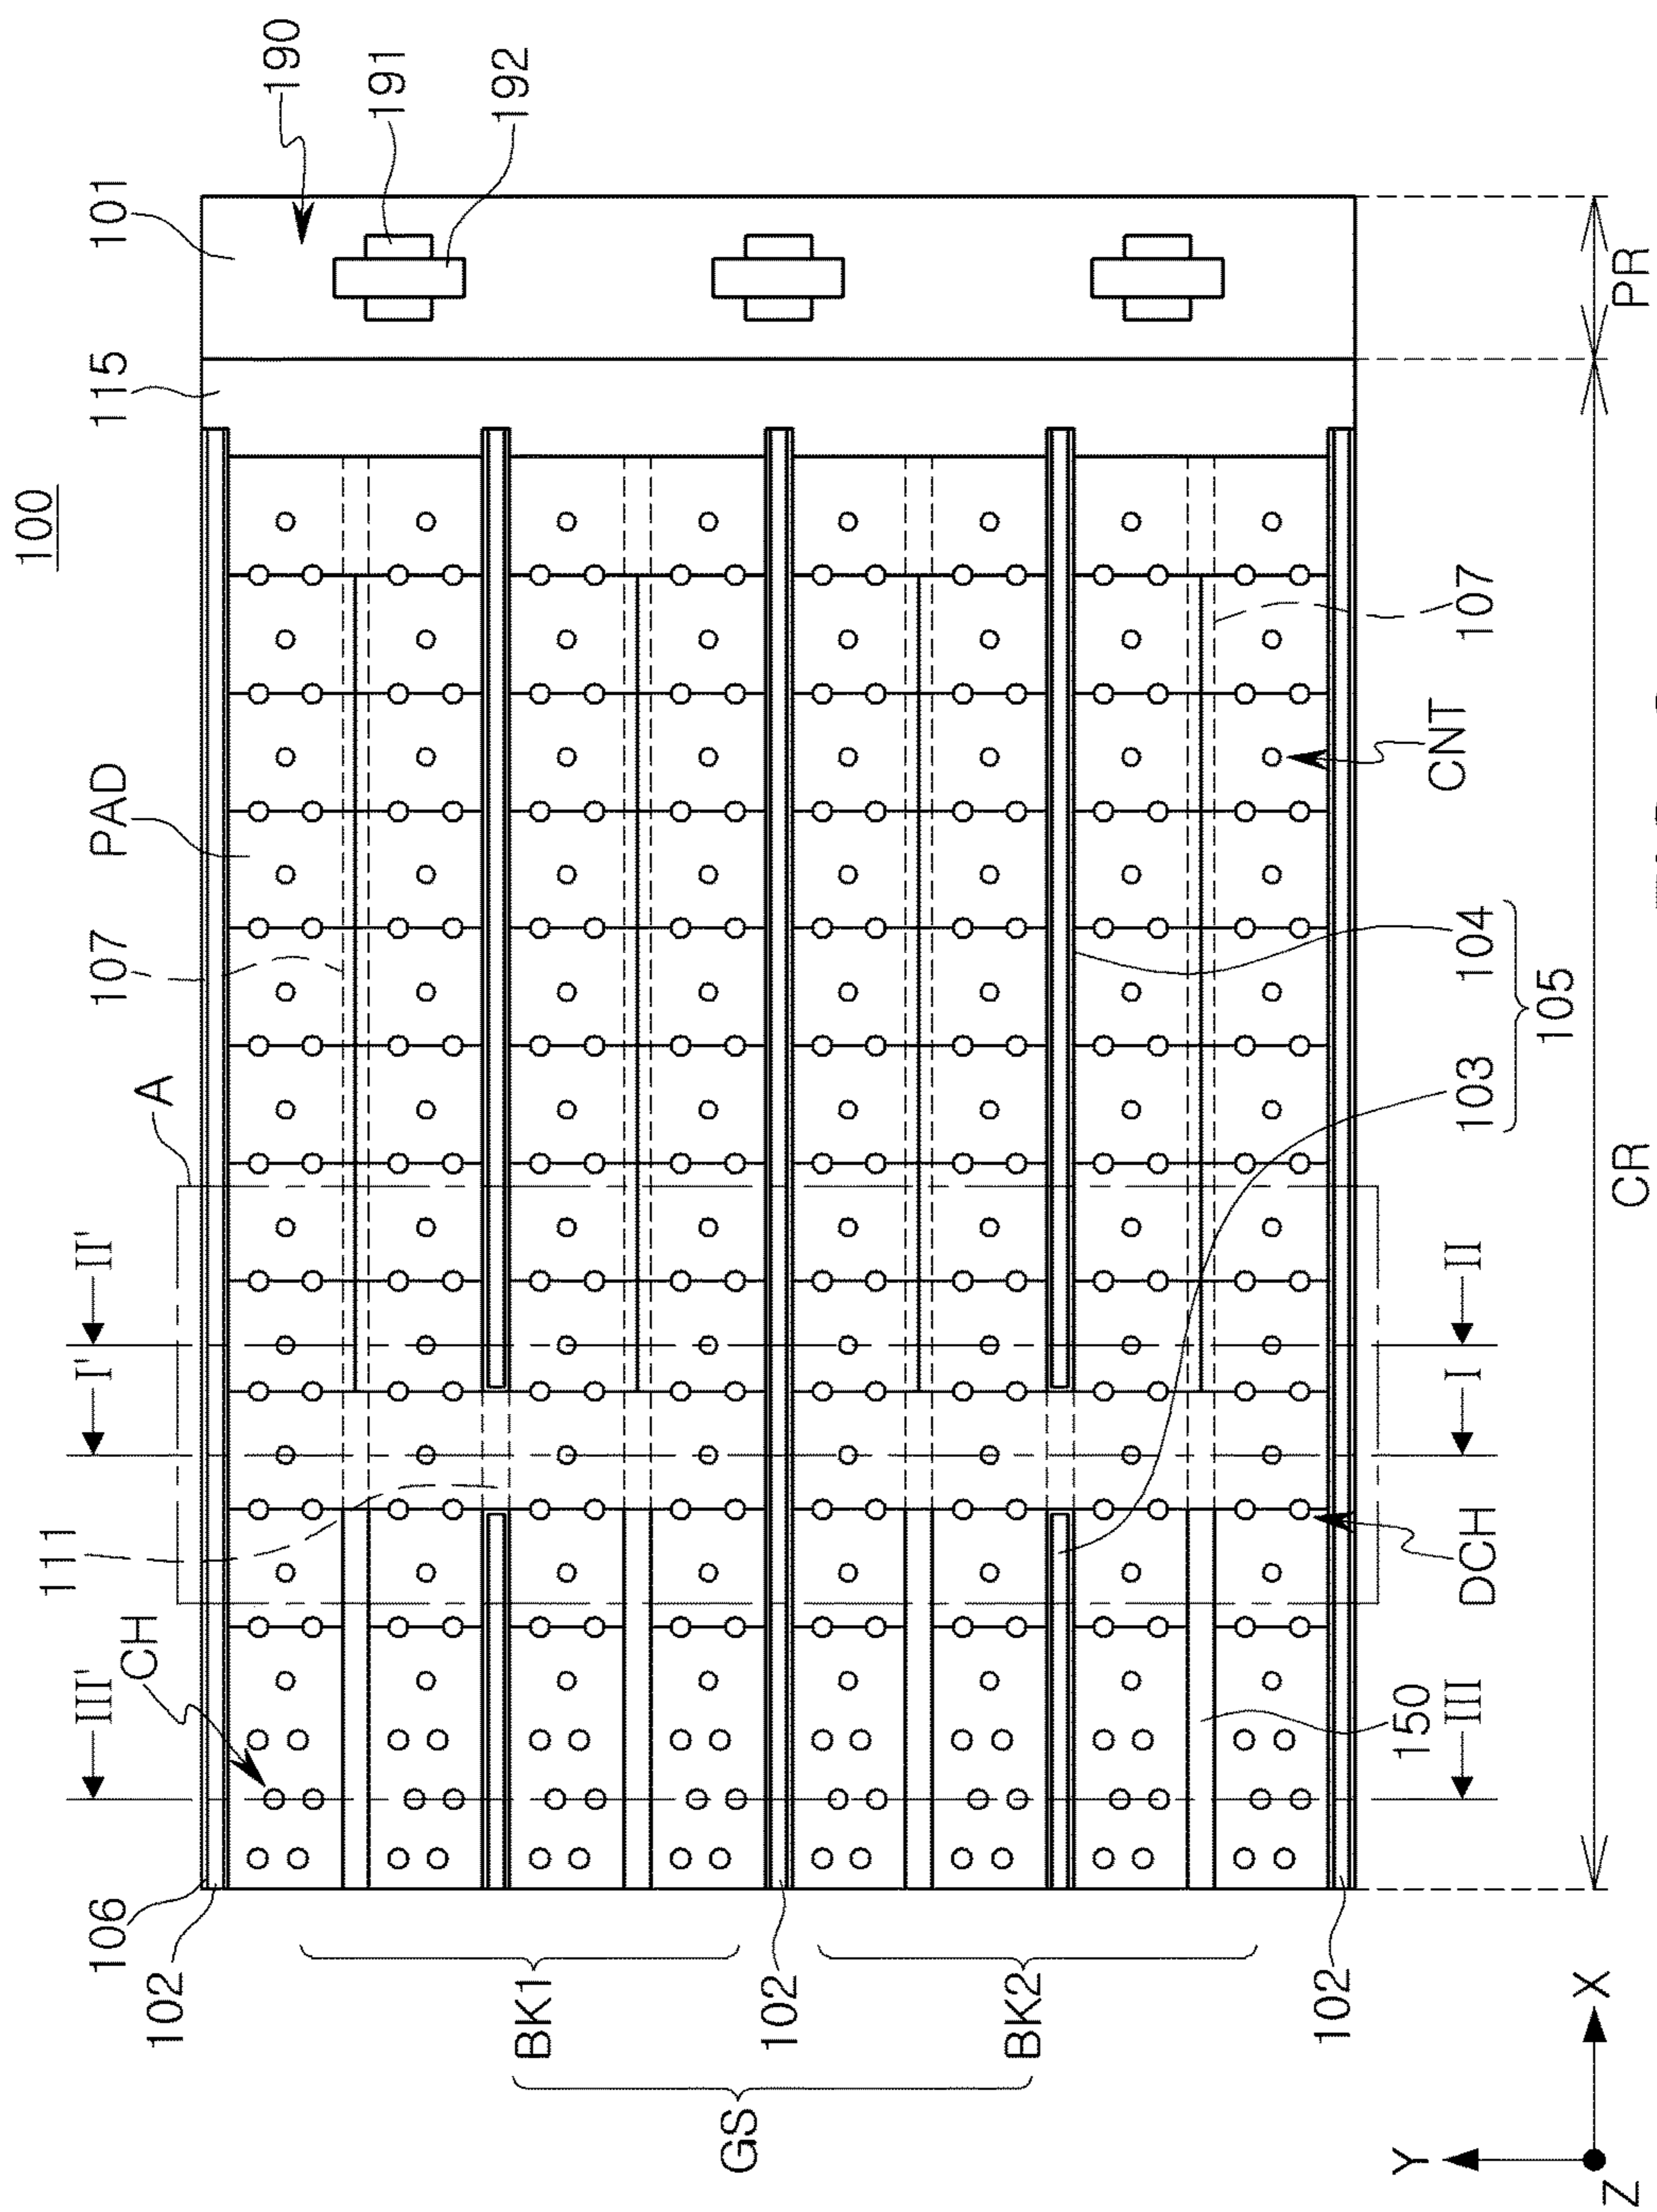 100
106
102
III'
CH
111
I'
II'
A
107
PAD
115
101
190
191
192
GS
BK1
102
BK2
102
150
III
DCH
I
II
103
104
105
CNT
107
CR
PR
Y
X
Z